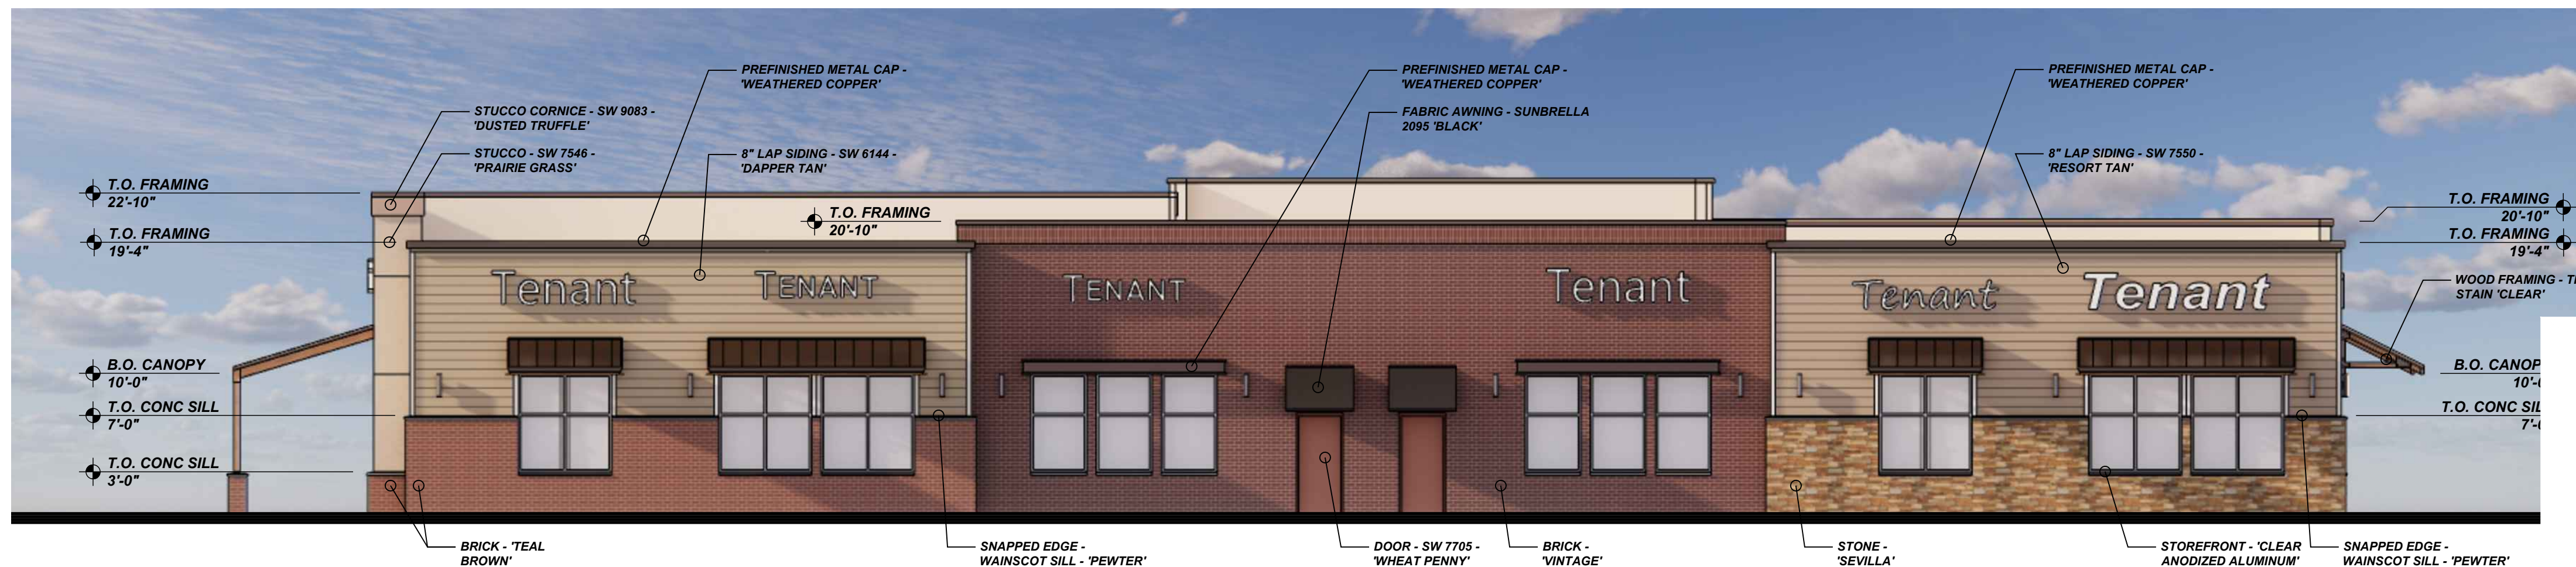 PREFINISHED METAL CAP -
'WEATHERED COPPER'
PREFINISHED METAL CAP -
'WEATHERED COPPER'
PREFINISHED METAL CAP -
'WEATHERED COPPER'
STUCCO CORNICE - SW 9083 -
'DUSTED TRUFFLE'
FABRIC AWNING - SUNBRELLA
2095 'BLACK'
STUCCO - SW 7546 -
'PRAIRIE GRASS'
8" LAP SIDING - SW 6144 -
'DAPPER TAN'
8" LAP SIDING - SW 7550 -
'RESORT TAN'
T.O. FRAMING
22'-10"
T.O. FRAMING
20'-10"
T.O. FRAMING
20'-10"
T.O. FRAMING
19'-4"
T.O. FRAMING
19'-4"
Tenant
TENANT
TENANT
Tenant
Tenant
Tenant
WOOD FRAMING -
STAIN 'CLEAR'
B.O. CANOPY
10'-0"
B.O.
T.O. CONC SILL
7'-0"
T.O. CONC
T.O. CONC SILL
3'-0"
BRICK - 'TEAL
BROWN'
SNAPPED EDGE -
WAINSCOT SILL - 'PEWTER'
DOOR - SW 7705 -
'WHEAT PENNY'
BRICK -
'VINTAGE'
STONE -
'SEVILLA'
STOREFRONT - 'CLEAR
ANODIZED ALUMINUM'
SNAPPED EDGE -
WAINSCOT SILL - 'PEWTER'